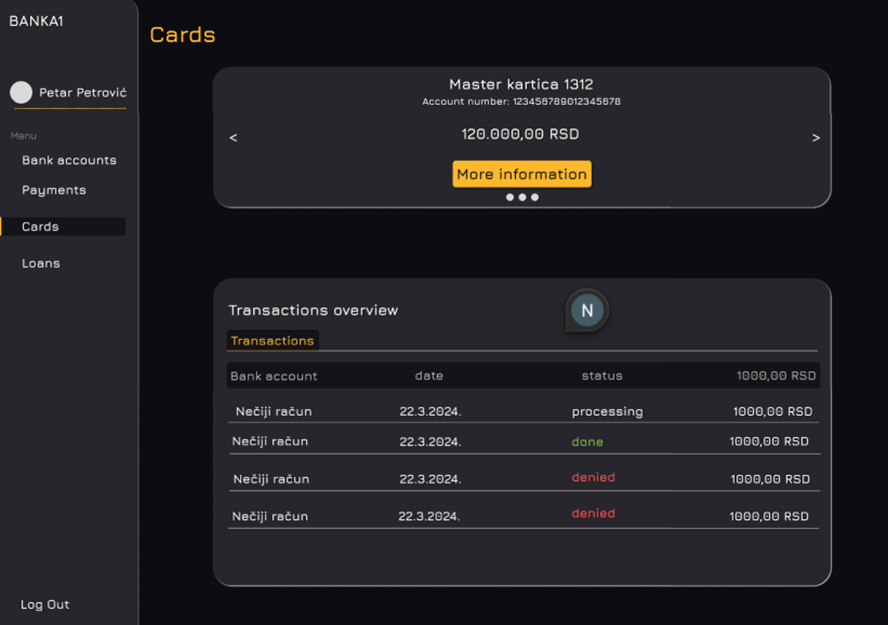 BANKA1
Petar Petrović
Menu
Bank accounts
Payments
Cards
Loans
Log Out
Cards
Master kartica 1312
Account number: 123456789012345678
< 120.000,00 RSD >
More information
Transactions overview
N
Transactions
Bank account date status 1000,00 RSD
Nečiji račun 22.3.2024. processing 1000,00 RSD
Nečiji račun 22.3.2024. done 1000,00 RSD
Nečiji račun 22.3.2024. denied 1000,00 RSD
Nečiji račun 22.3.2024. denied 1000,00 RSD